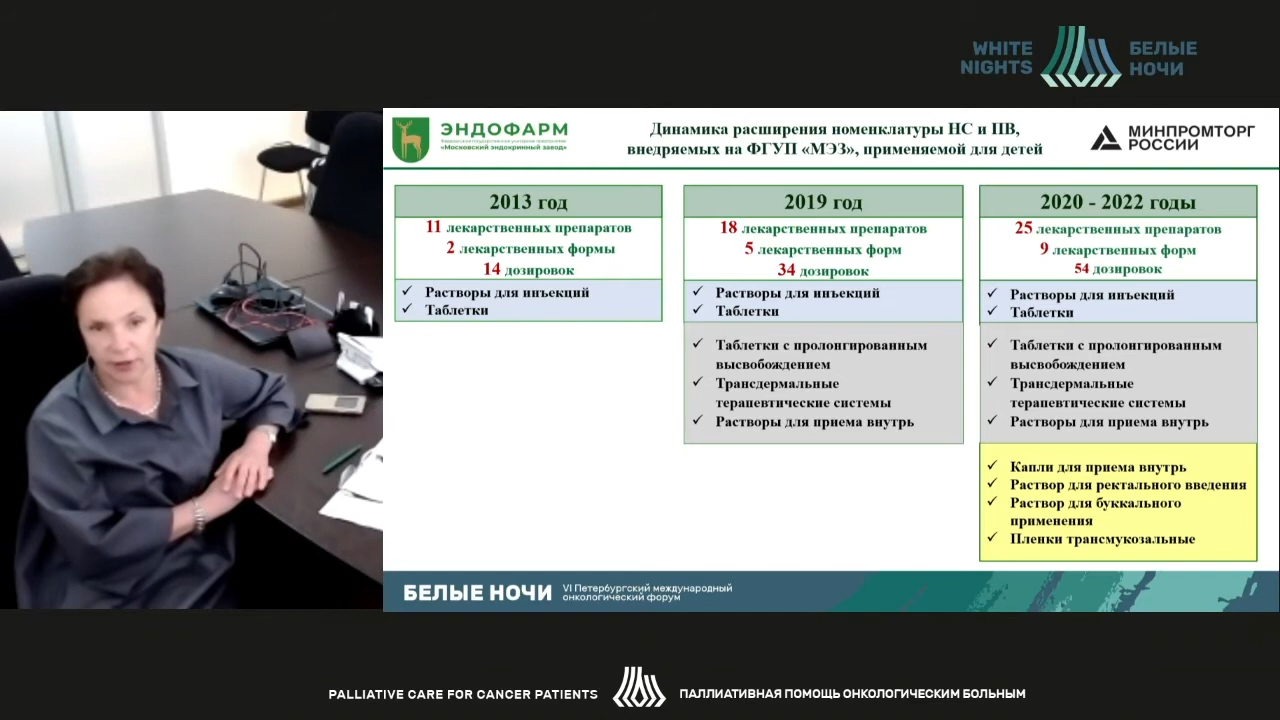 WHITE
NIGHTS
БЕЛЫЕ
НОЧИ
ЭНДОФАРМ
«Московский эндокринный завод»
Динамика расширения номенклатуры НС и ПВ,
внедряемых на ФГУП «МЭЗ», применяемой для детей
МИНПРОМТОРГ
РОССИИ
2013 год
11 лекарственных препаратов
2 лекарственных формы
14 дозировок
✓ Растворы для инъекций
✓ Таблетки
2019 год
18 лекарственных препаратов
5 лекарственных форм
34 дозировок
✓ Растворы для инъекций
✓ Таблетки
✓ Таблетки с пролонгированным
высвобождением
✓ Трансдермальные
терапевтические системы
✓ Растворы для приема внутрь
2020 - 2022 годы
25 лекарственных препаратов
9 лекарственных форм
54 дозировок
✓ Растворы для инъекций
✓ Таблетки
✓ Таблетки с пролонгированным
высвобождением
✓ Трансдермальные
терапевтические системы
✓ Растворы для приема внутрь
✓ Капли для приема внутрь
✓ Раствор для ректального введения
✓ Раствор для буккального
применения
✓ Пленки трансмукозальные
БЕЛЫЕ НОЧИ
VI Петербургский международный
онкологический форум
PALLIATIVE CARE FOR CANCER PATIENTS
ПАЛЛИАТИВНАЯ ПОМОЩЬ ОНКОЛОГИЧЕСКИМ БОЛЬНЫМ